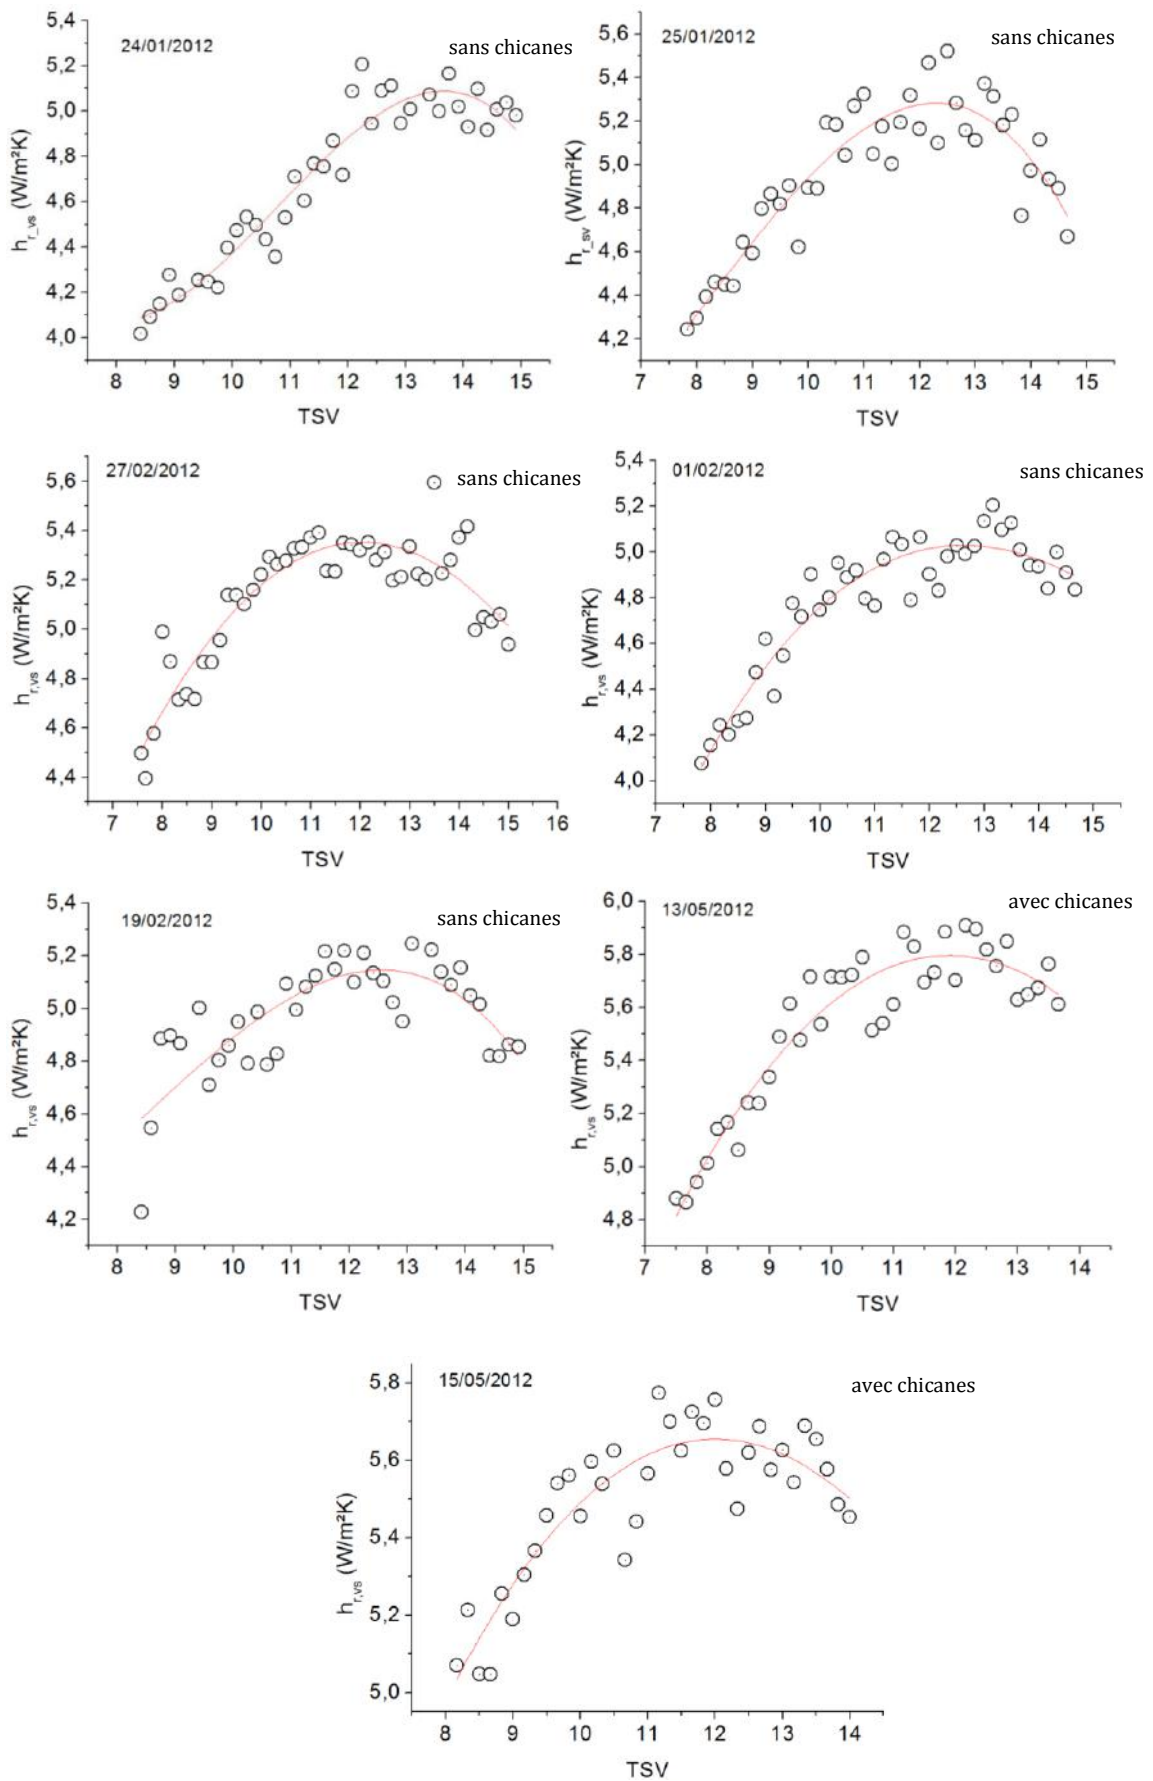 24/01/2012
sans chicanes
5,4
5,2
5,0
4,8
4,6
4,4
4,2
4,0
h_r_vs (W/m²K)
8 9 10 11 12 13 14 15
TSV
25/01/2012
sans chicanes
5,6
5,4
5,2
5,0
4,8
4,6
4,4
4,2
h_r_sv (W/m²K)
7 8 9 10 11 12 13 14 15
TSV
27/02/2012
sans chicanes
5,6
5,4
5,2
5,0
4,8
4,6
4,4
h_r,vs (W/m²K)
7 8 9 10 11 12 13 14 15 16
TSV
01/02/2012
sans chicanes
5,4
5,2
5,0
4,8
4,6
4,4
4,2
4,0
h_r,vs (W/m²K)
7 8 9 10 11 12 13 14 15
TSV
19/02/2012
sans chicanes
5,4
5,2
5,0
4,8
4,6
4,4
4,2
h_r,vs (W/m²K)
8 9 10 11 12 13 14 15
TSV
13/05/2012
avec chicanes
6,0
5,8
5,6
5,4
5,2
5,0
4,8
h_r,vs (W/m²K)
7 8 9 10 11 12 13 14
TSV
15/05/2012
avec chicanes
5,8
5,6
5,4
5,2
5,0
h_r,vs (W/m²K)
8 9 10 11 12 13 14
TSV